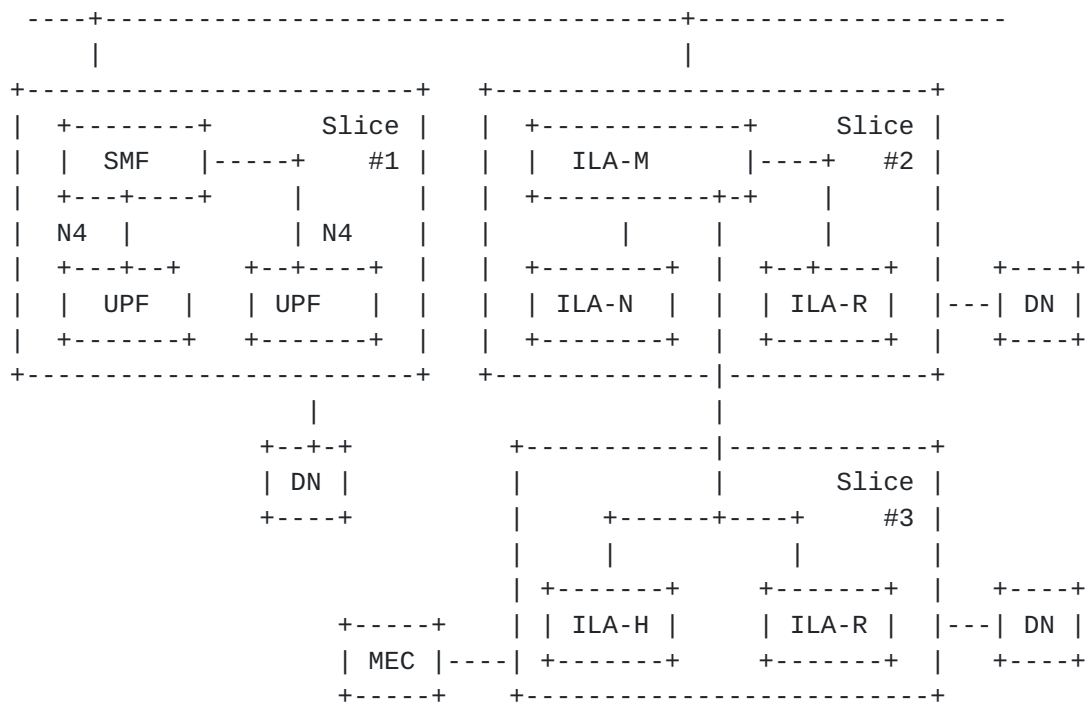 Slice Slice
SMF #1 ILA-M #2
N4 N4
UPF UPF ILA-N ILA-R DN
DN Slice
#3
ILA-H ILA-R DN
MEC